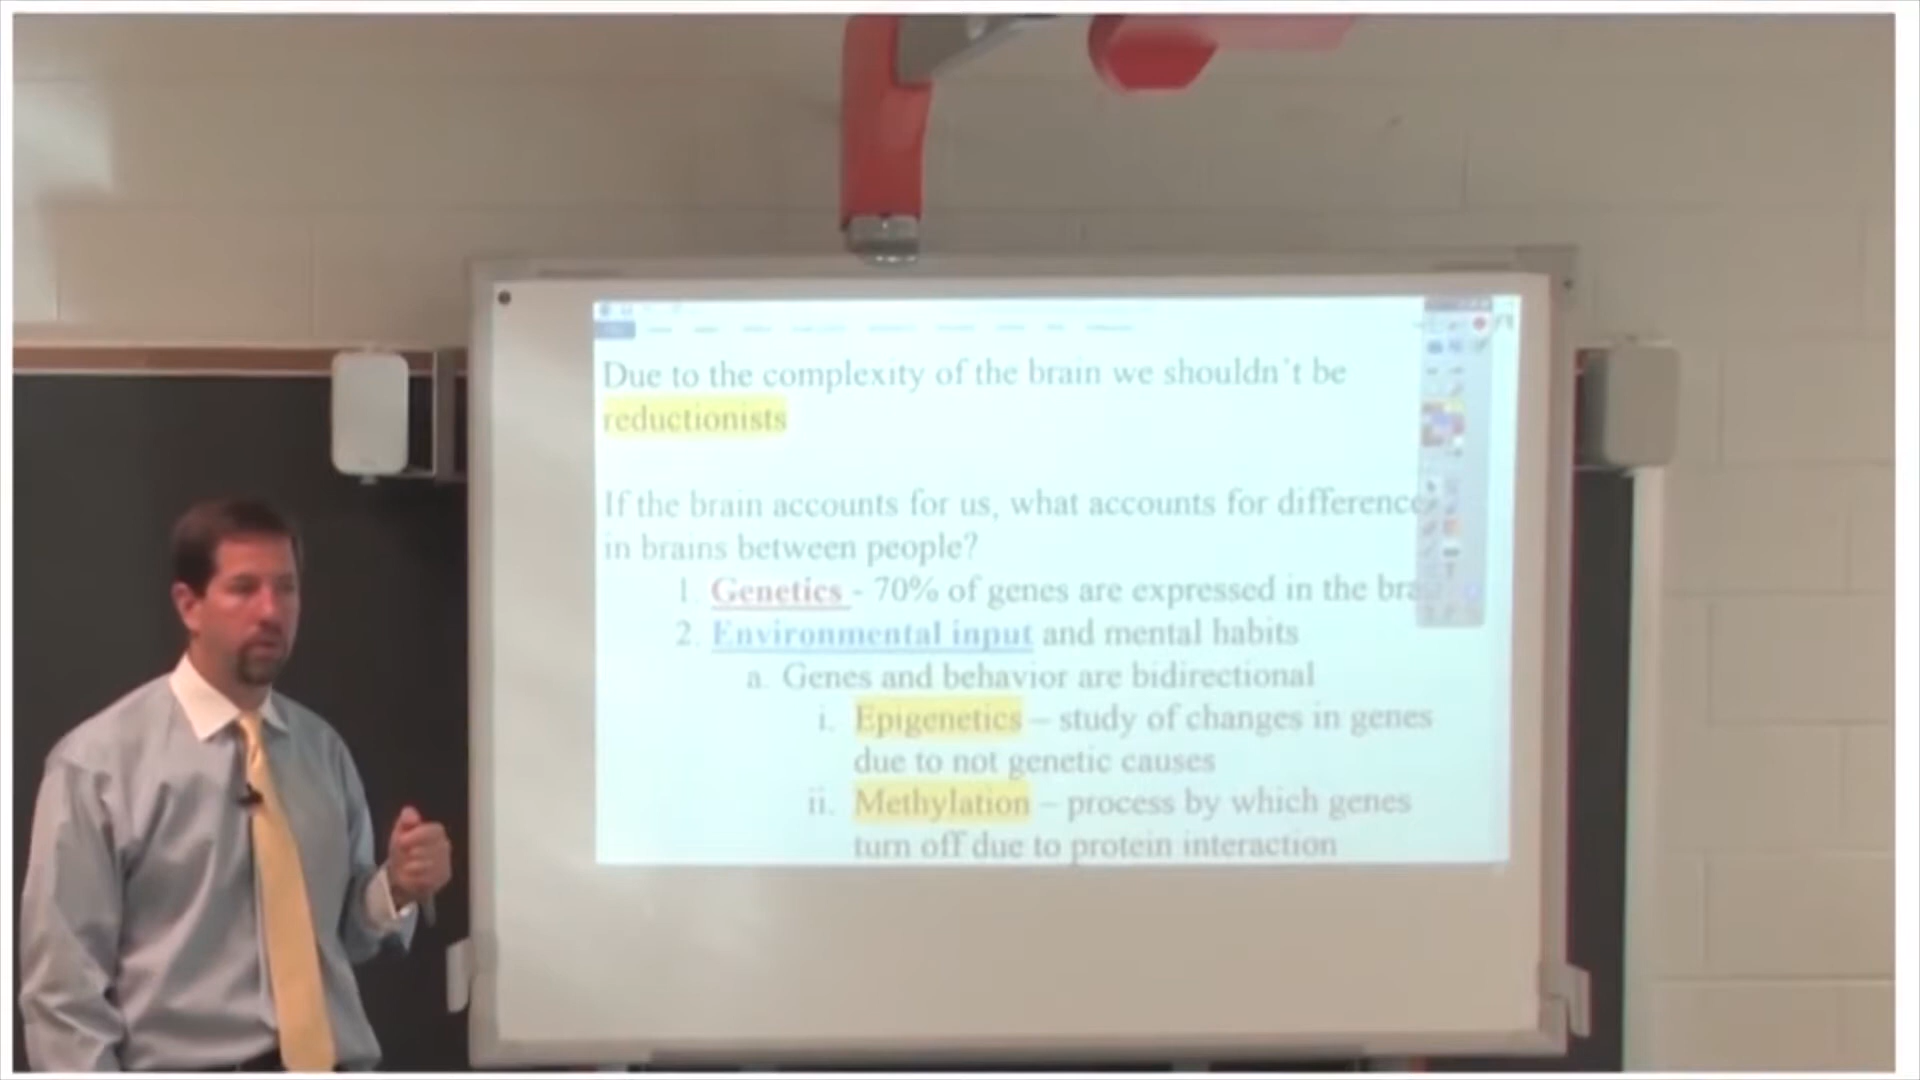 Due to the complexity of the brain we shouldn't be
reductionists
If the brain accounts for us, what accounts for difference
in brains between people?
1. Genetics - 70% of genes are expressed in the bra
2. Environmental input and mental habits
a. Genes and behavior are bidirectional
i. Epigenetics – study of changes in genes
due to not genetic causes
ii. Methylation – process by which genes
turn off due to protein interaction